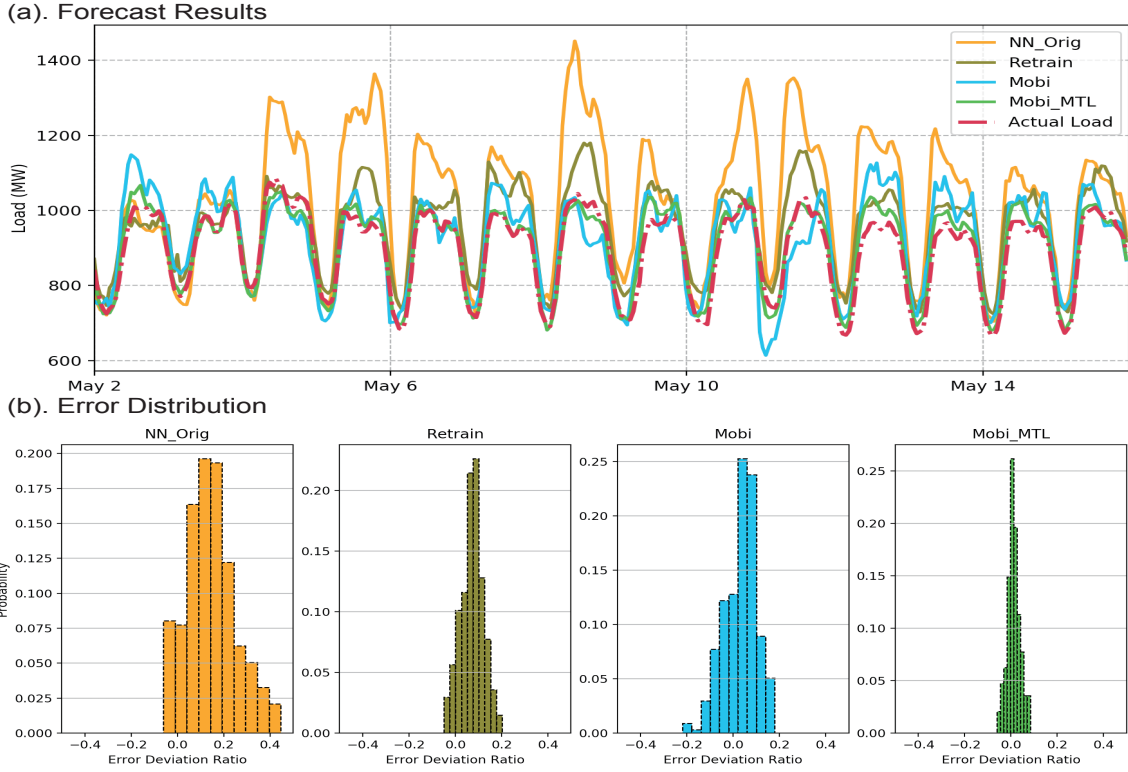 (a). Forecast Results
1400
1200
1000
800
600
Load (MW)
NN_Orig
Retrain
Mobi
Mobi_MTL
Actual Load
May 2
May 6
May 10
May 14
(b). Error Distribution
NN_Orig
Retrain
Mobi
Mobi_MTL
Probability
0.200
0.175
0.150
0.125
0.100
0.075
0.050
0.025
0.000
−0.4 −0.2 0.0 0.2 0.4
Error Deviation Ratio
0.20
0.15
0.10
0.05
0.00
−0.4 −0.2 0.0 0.2 0.4
Error Deviation Ratio
0.25
0.20
0.15
0.10
0.05
0.00
−0.4 −0.2 0.0 0.2 0.4
Error Deviation Ratio
0.25
0.20
0.15
0.10
0.05
0.00
−0.4 −0.2 0.0 0.2 0.4
Error Deviation Ratio